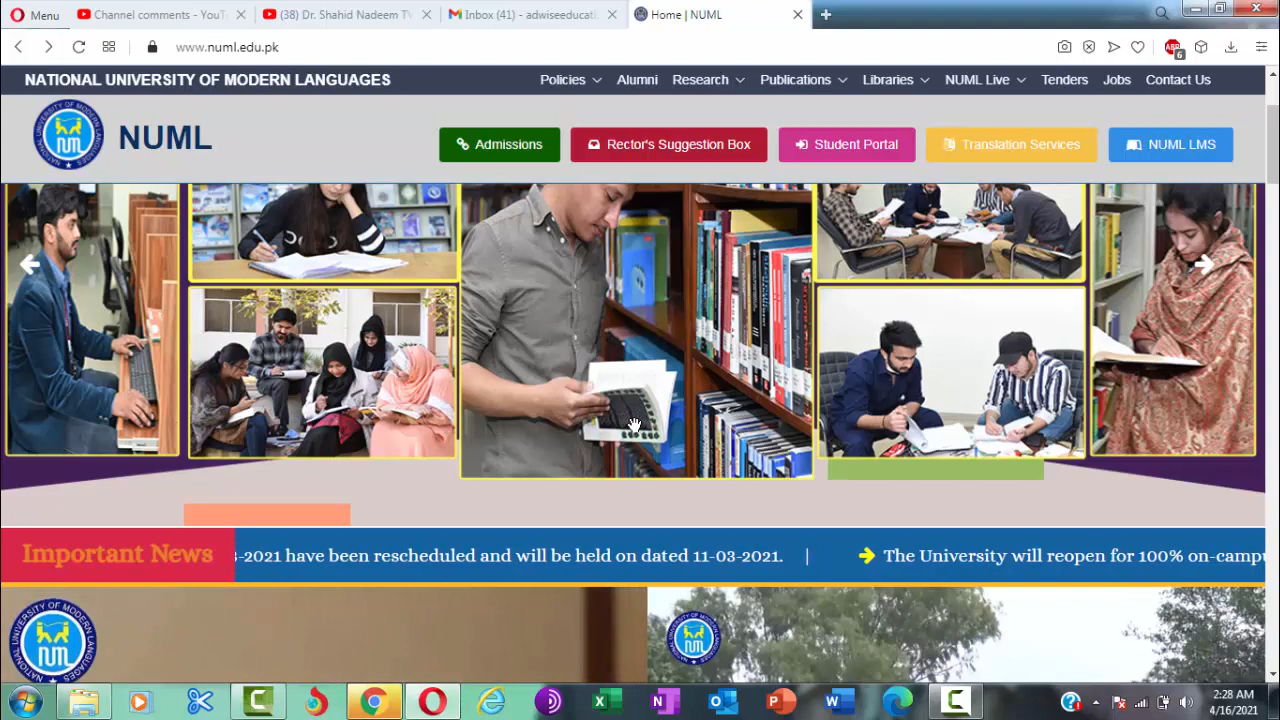 Menu
Channel comments - YouTu
(38) Dr. Shahid Nadeem TV
Inbox (41) - adwiseeducati
Home | NUML
www.numl.edu.pk
6
NATIONAL UNIVERSITY OF MODERN LANGUAGES
Policies
Alumni
Research
Publications
Libraries
NUML Live
Tenders
Jobs
Contact Us
NUML
Admissions
Rector's Suggestion Box
Student Portal
Translation Services
NUML LMS
Important News
-2021 have been rescheduled and will be held on dated 11-03-2021. |
The University will reopen for 100% on-campu
2:28 AM
4/16/2021